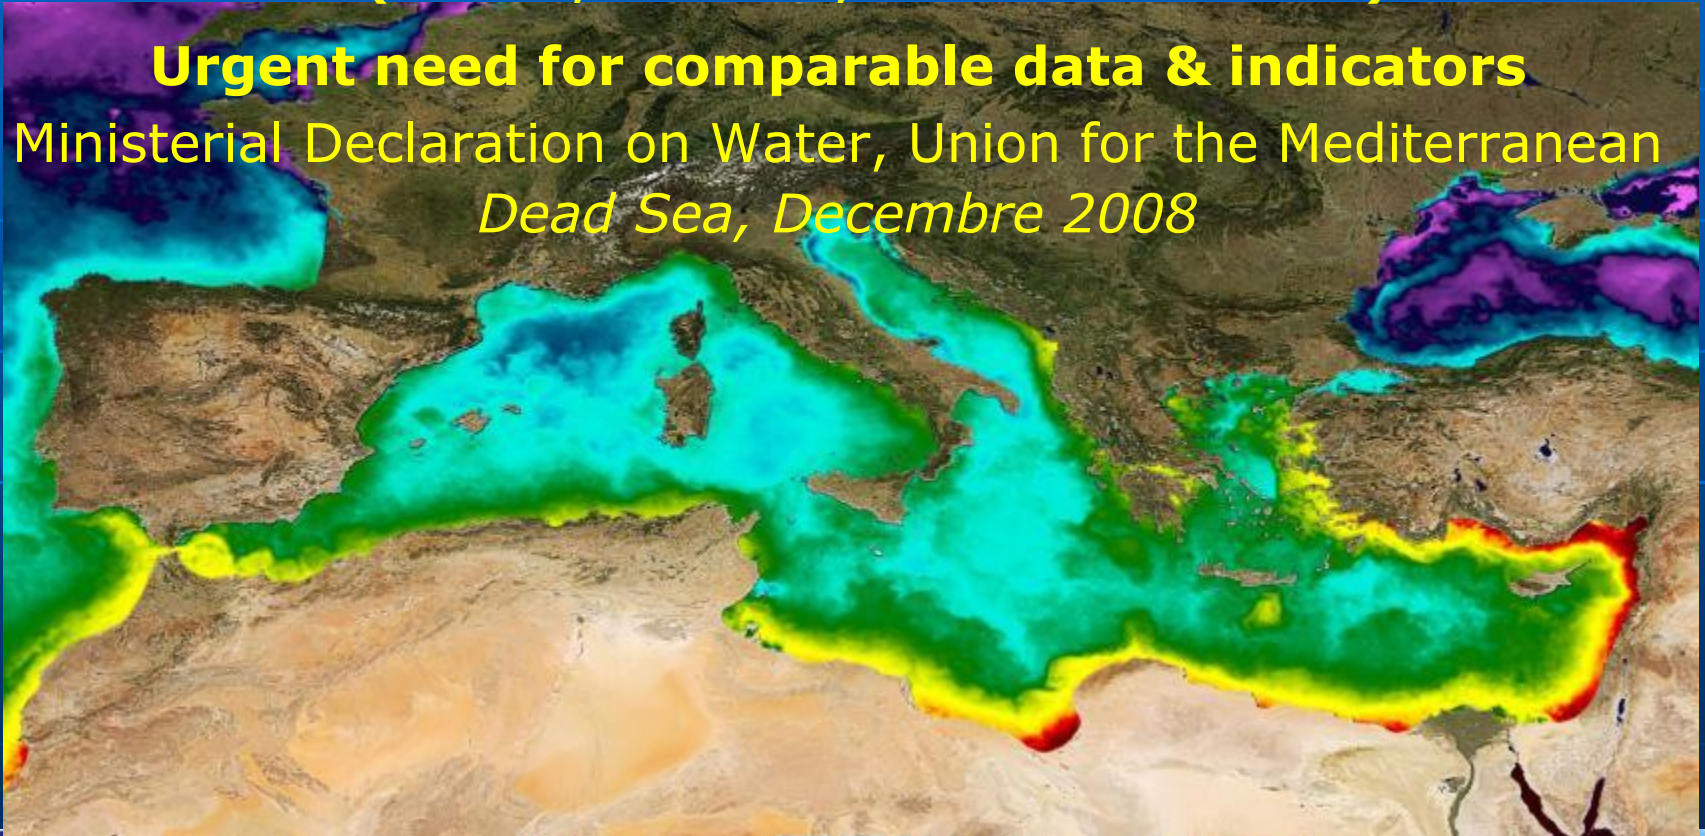 Urgent need for comparable data & indicators
Ministerial Declaration on Water, Union for the Mediterranean
Dead Sea, Decembre 2008